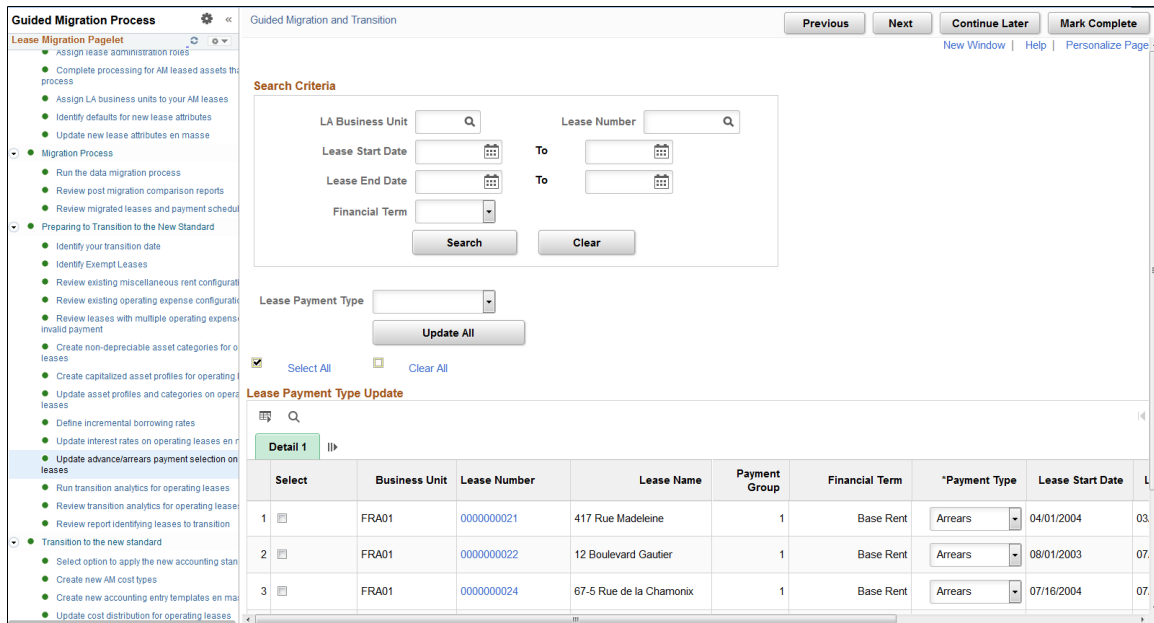 Guided Migration Process
«
Lease Migration Pagelet
Assign lease administration roles
Complete processing for AM leased assets tha
process
Assign LA business units to your AM leases
Identify defaults for new lease attributes
Update new lease attributes en masse
Migration Process
Run the data migration process
Review post migration comparison reports
Review migrated leases and payment schedul
Preparing to Transition to the New Standard
Identify your transition date
Identify Exempt Leases
Review existing miscellaneous rent configurati
Review existing operating expense configuratio
Review leases with multiple operating expense
invalid payment
Create non-depreciable asset categories for o
leases
Create capitalized asset profiles for operating l
Update asset profiles and categories on opera
leases
Define incremental borrowing rates
Update interest rates on operating leases en m
Update advance/arrears payment selection on
leases
Run transition analytics for operating leases
Review transition analytics for operating leases
Review report identifying leases to transition
Transition to the new standard
Select option to apply the new accounting stan
Create new AM cost types
Create new accounting entry templates en mas
Update cost distribution for operating leases
Guided Migration and Transition
Previous Next Continue Later Mark Complete
New Window | Help | Personalize Page
Search Criteria
LA Business Unit Lease Number
Lease Start Date To
Lease End Date To
Financial Term
Search Clear
Lease Payment Type
Update All
Select All Clear All
Lease Payment Type Update
Detail 1
Select Business Unit Lease Number Lease Name Payment Group Financial Term *Payment Type Lease Start Date L
1 FRA01 0000000021 417 Rue Madeleine 1 Base Rent Arrears 04/01/2004 03/
2 FRA01 0000000022 12 Boulevard Gautier 1 Base Rent Arrears 08/01/2003 07/
3 FRA01 0000000024 67-5 Rue de la Chamonix 1 Base Rent Arrears 07/16/2004 07/